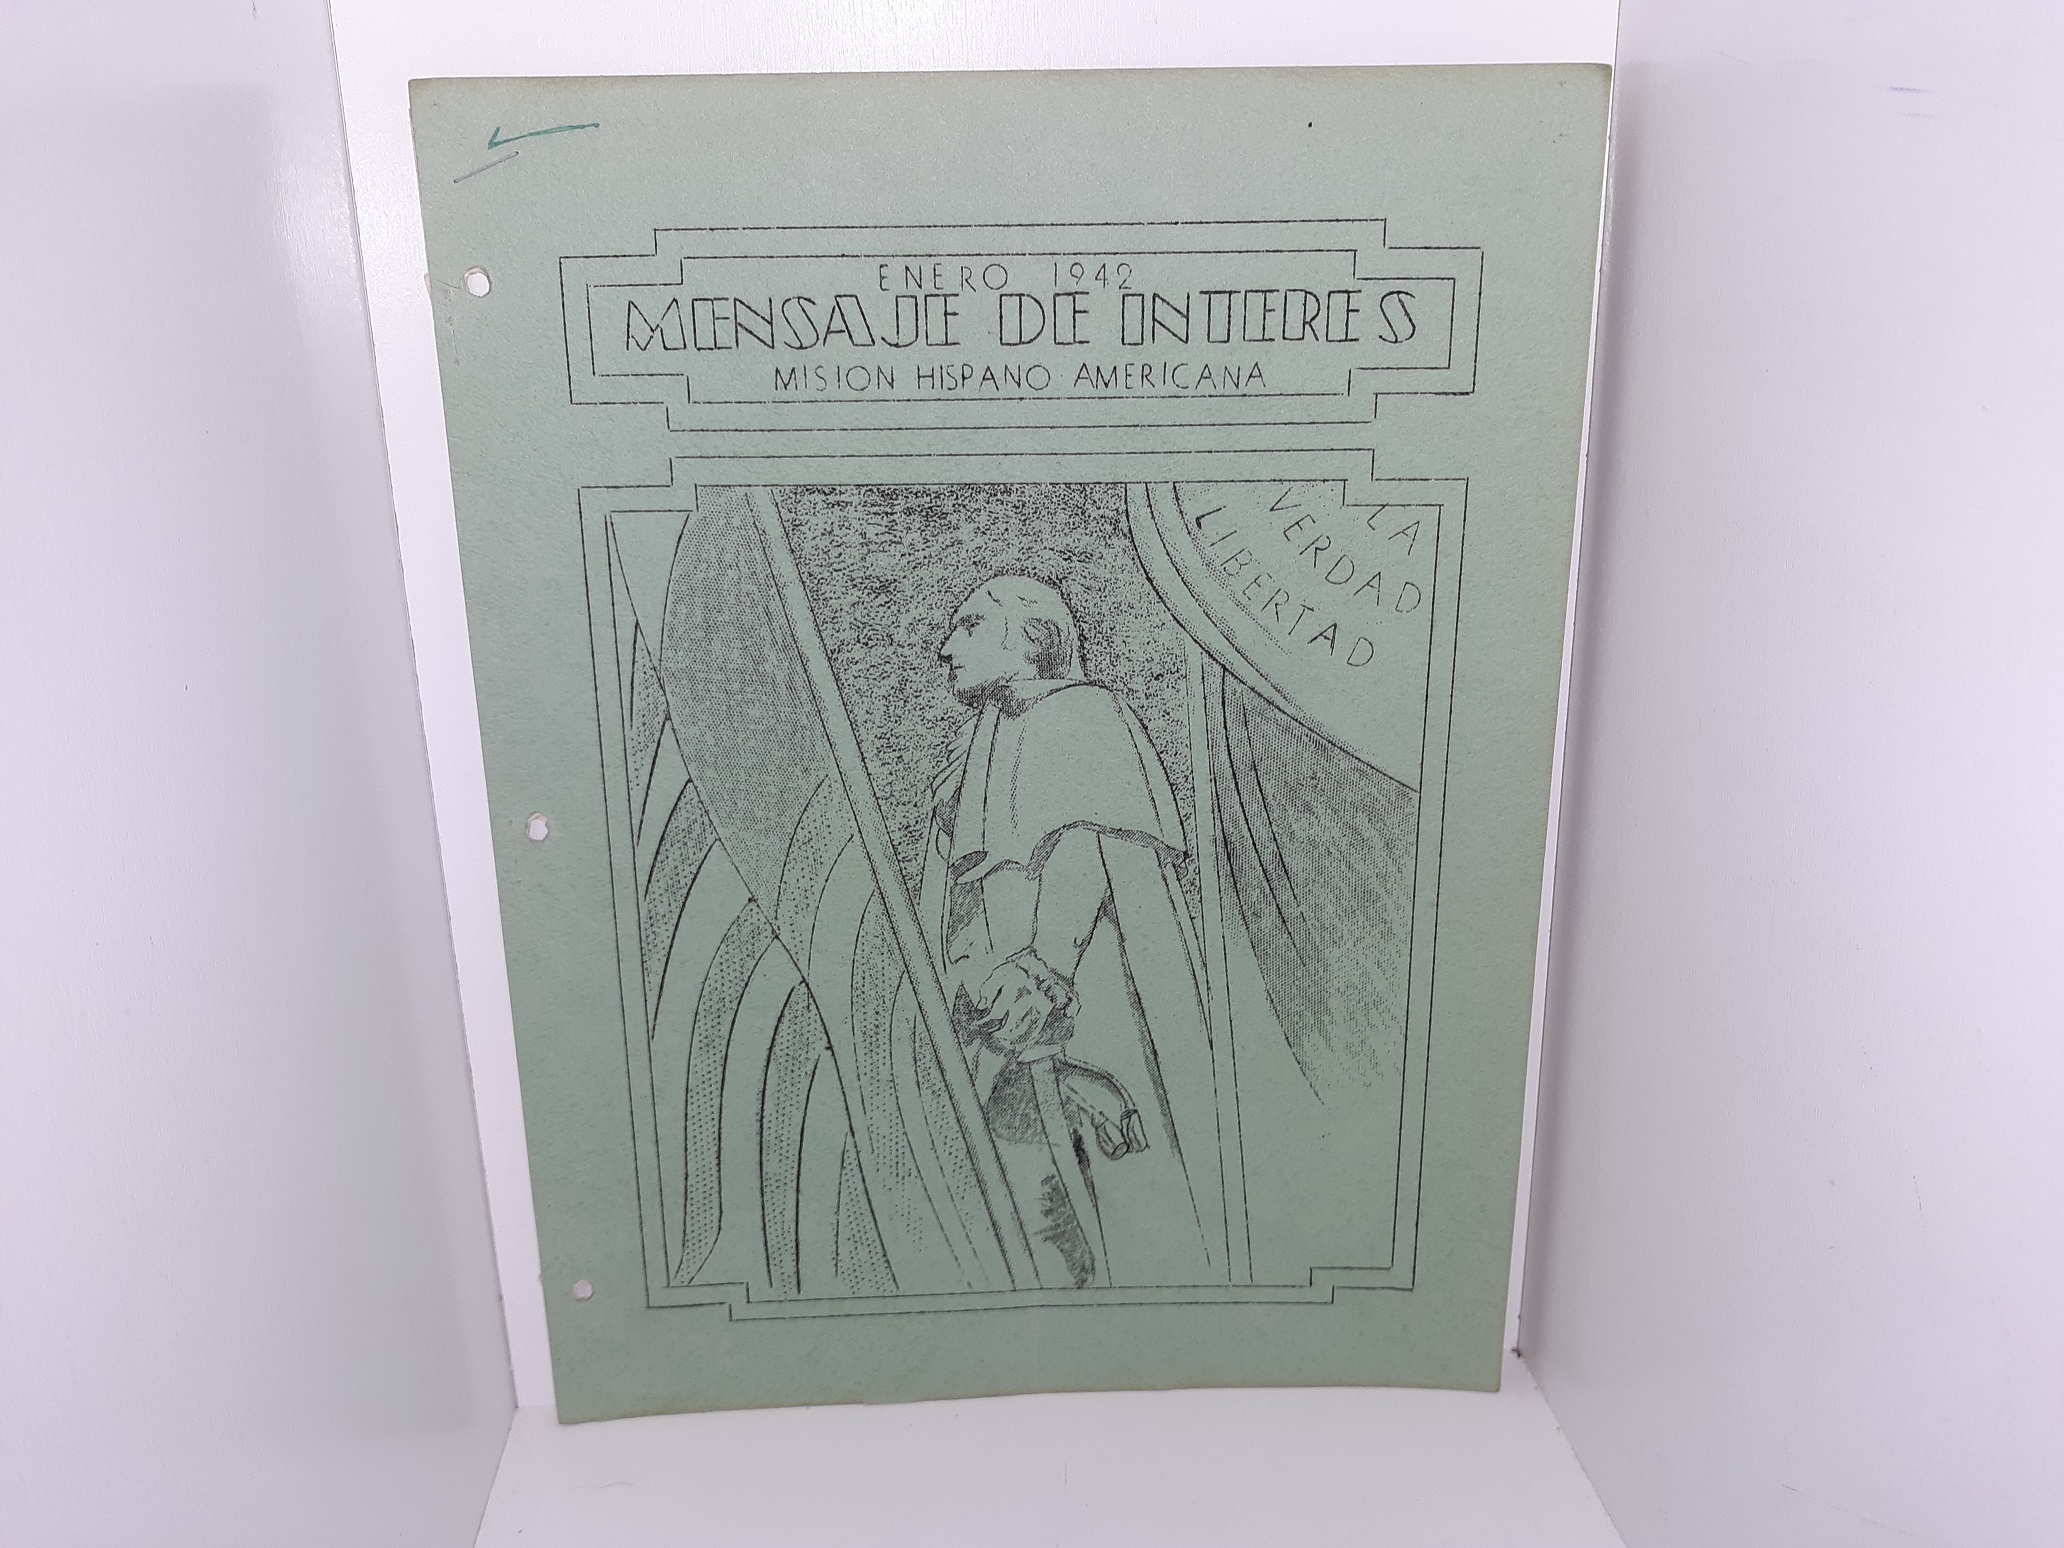 ENERO 1942
MENSAJE DE INTERES
MISION HISPANO AMERICANA
LA
VERDAD
LIBERTAD